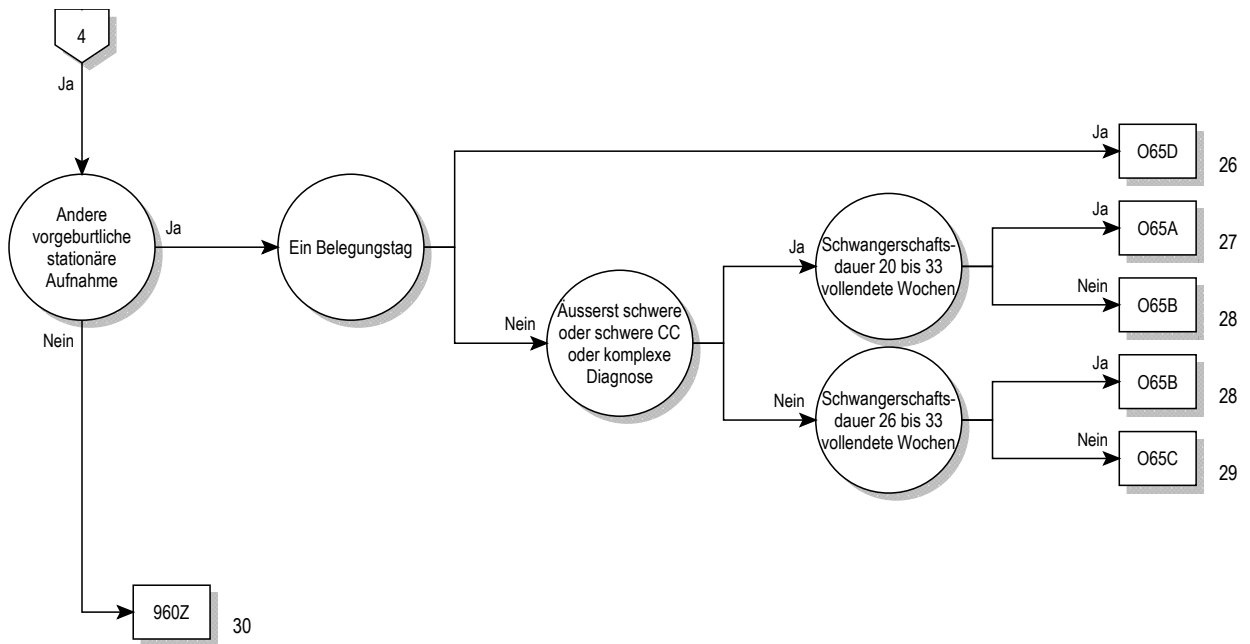 4
Ja
Andere
vorgeburtliche
stationäre
Aufnahme
Ja
Nein
Ein Belegungstag
Ja
O65D
26
Nein
Äusserst schwere
oder schwere CC
oder komplexe
Diagnose
Ja
Schwangerschafts-
dauer 20 bis 33
vollendete Wochen
Ja
O65A
27
Nein
O65B
28
Nein
Schwangerschafts-
dauer 26 bis 33
vollendete Wochen
Ja
O65B
28
Nein
O65C
29
960Z
30